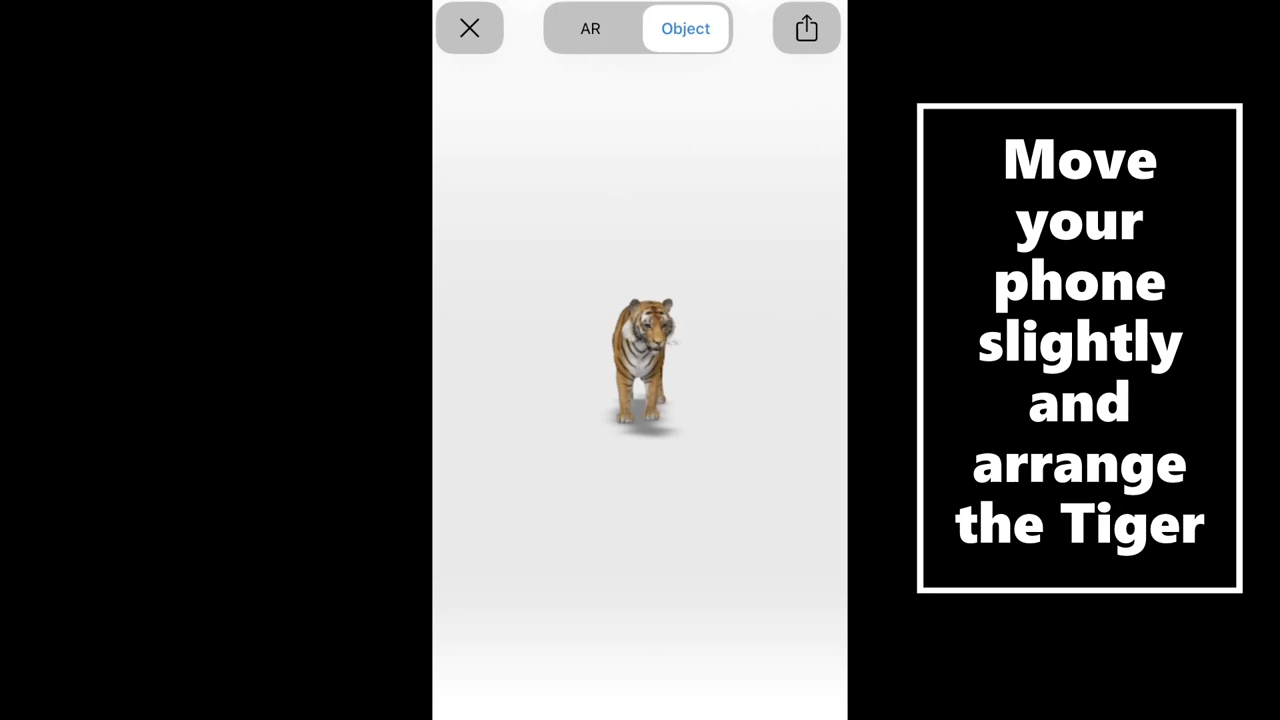 AR
Object
Move
your
phone
slightly
and
arrange
the Tiger